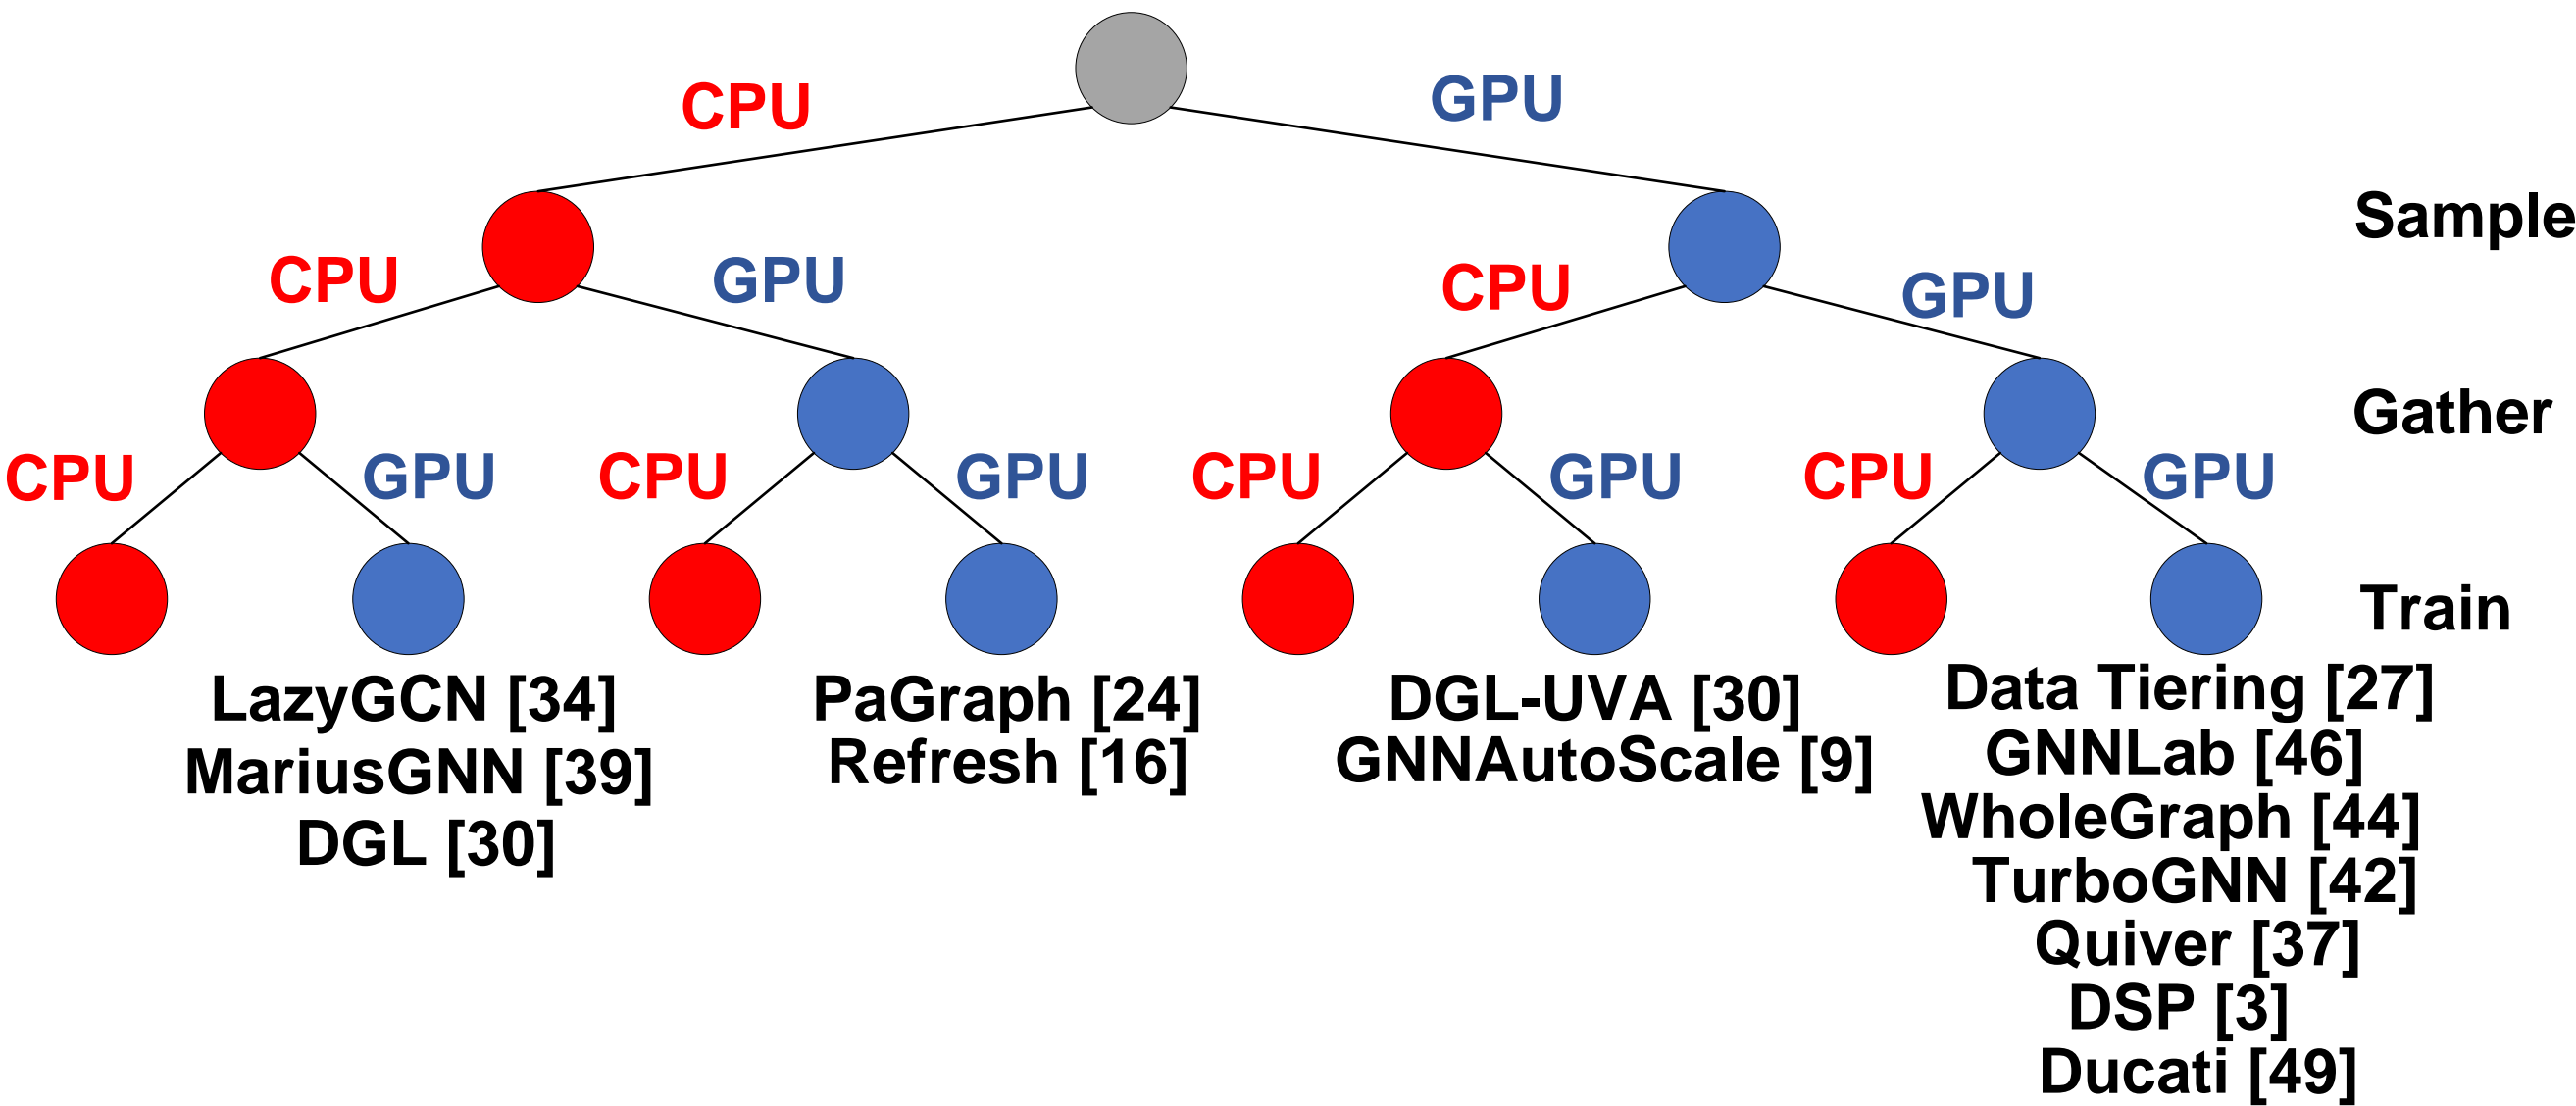 CPU
GPU
Sample
CPU
GPU
CPU
GPU
Gather
CPU
GPU
CPU
GPU
CPU
GPU
CPU
GPU
Train
LazyGCN [34]
MariusGNN [39]
DGL [30]
PaGraph [24]
Refresh [16]
DGL-UVA [30]
GNNAutoScale [9]
Data Tiering [27]
GNNLab [46]
WholeGraph [44]
TurboGNN [42]
Quiver [37]
DSP [3]
Ducati [49]